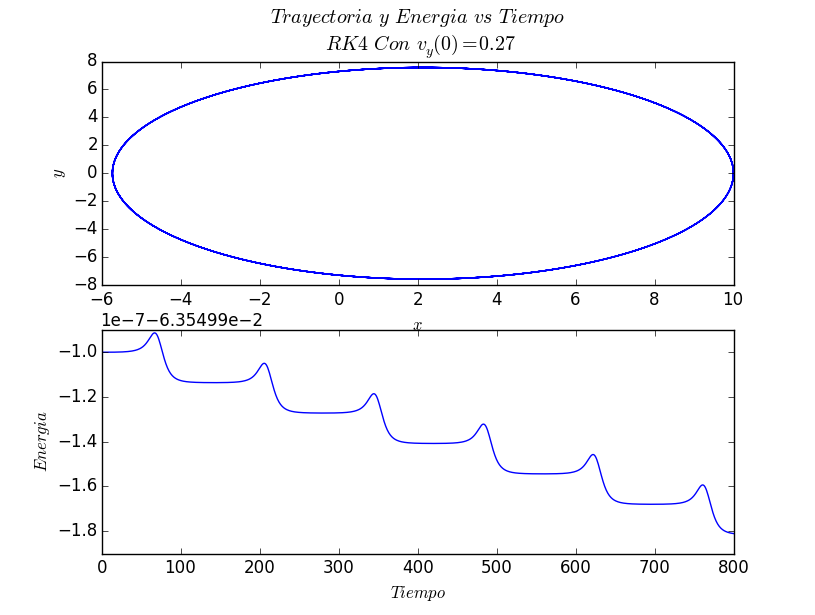 Trayectoria y Energia vs Tiempo
RK4 Con v_y(0)=0.27
8
6
4
2
0
−2
−4
−6
−8
y
−6 −4 −2 0 2 4 6 8 10
x
1e−7−6.35499e−2
−1.0
−1.2
−1.4
−1.6
−1.8
Energia
0 100 200 300 400 500 600 700 800
Tiempo